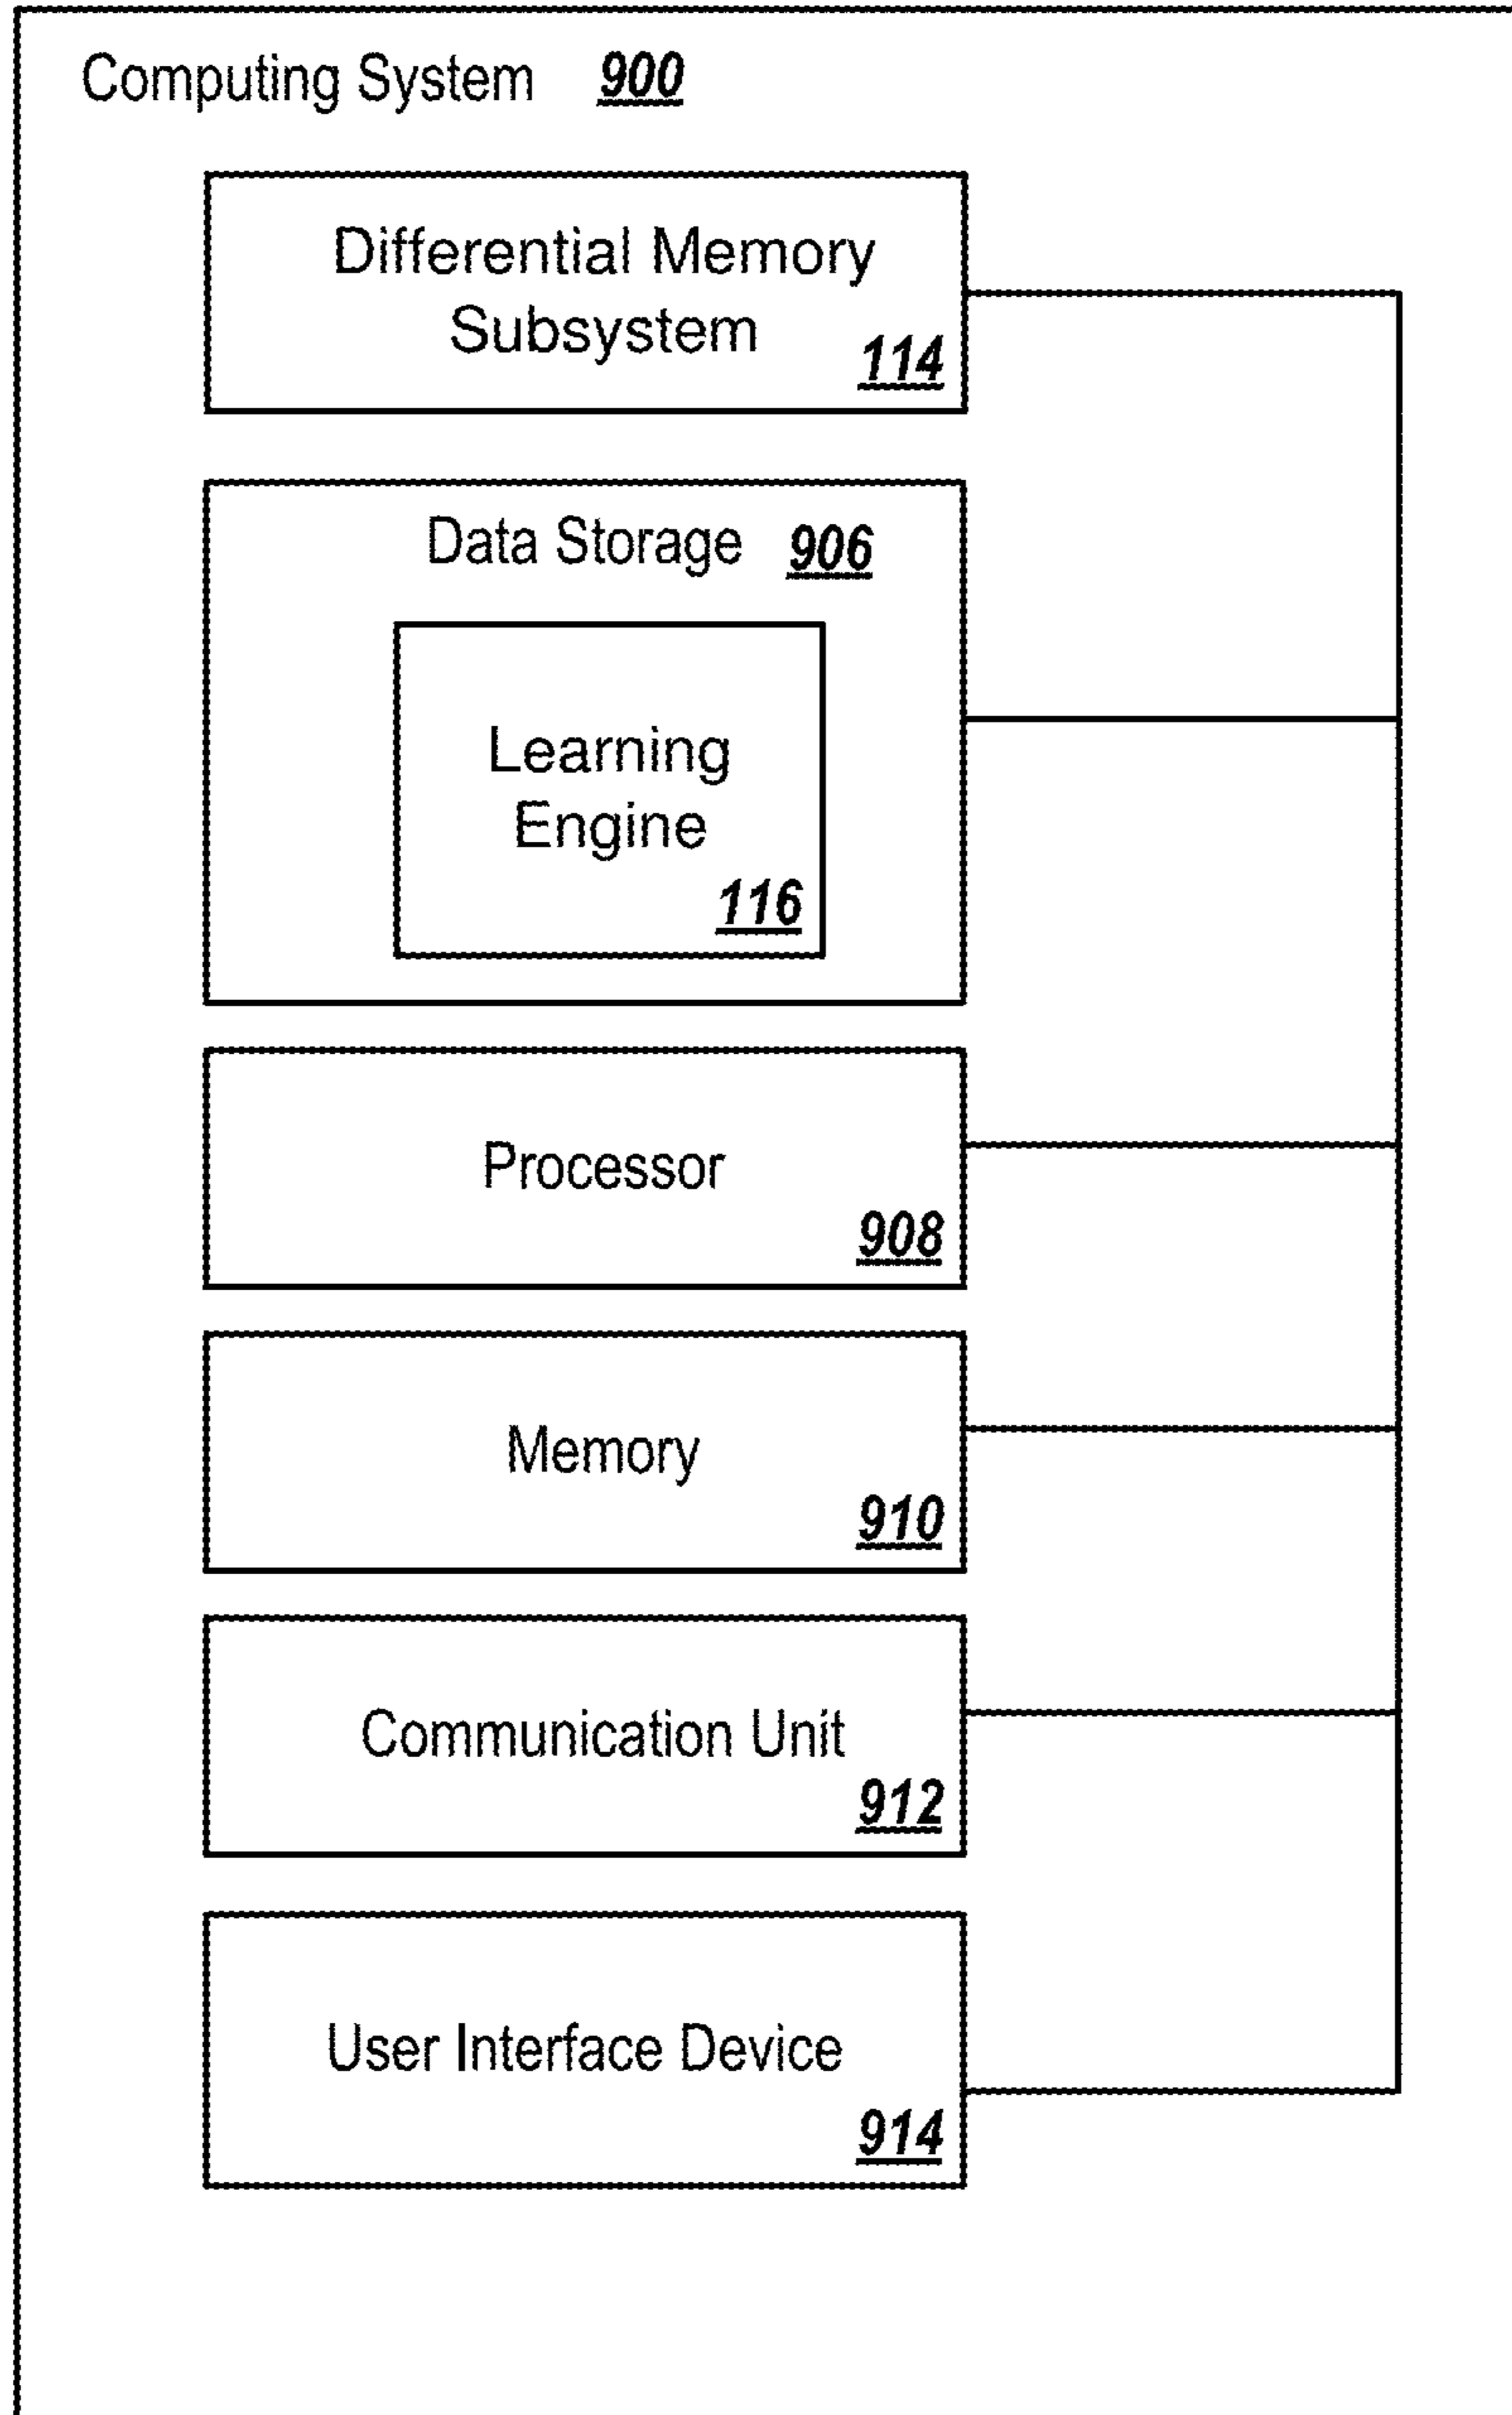 Computing System 900
Differential Memory
Subsystem
114
Data Storage 906
Learning
Engine
116
Processor
908
Memory
910
Communication Unit
912
User Interface Device
914